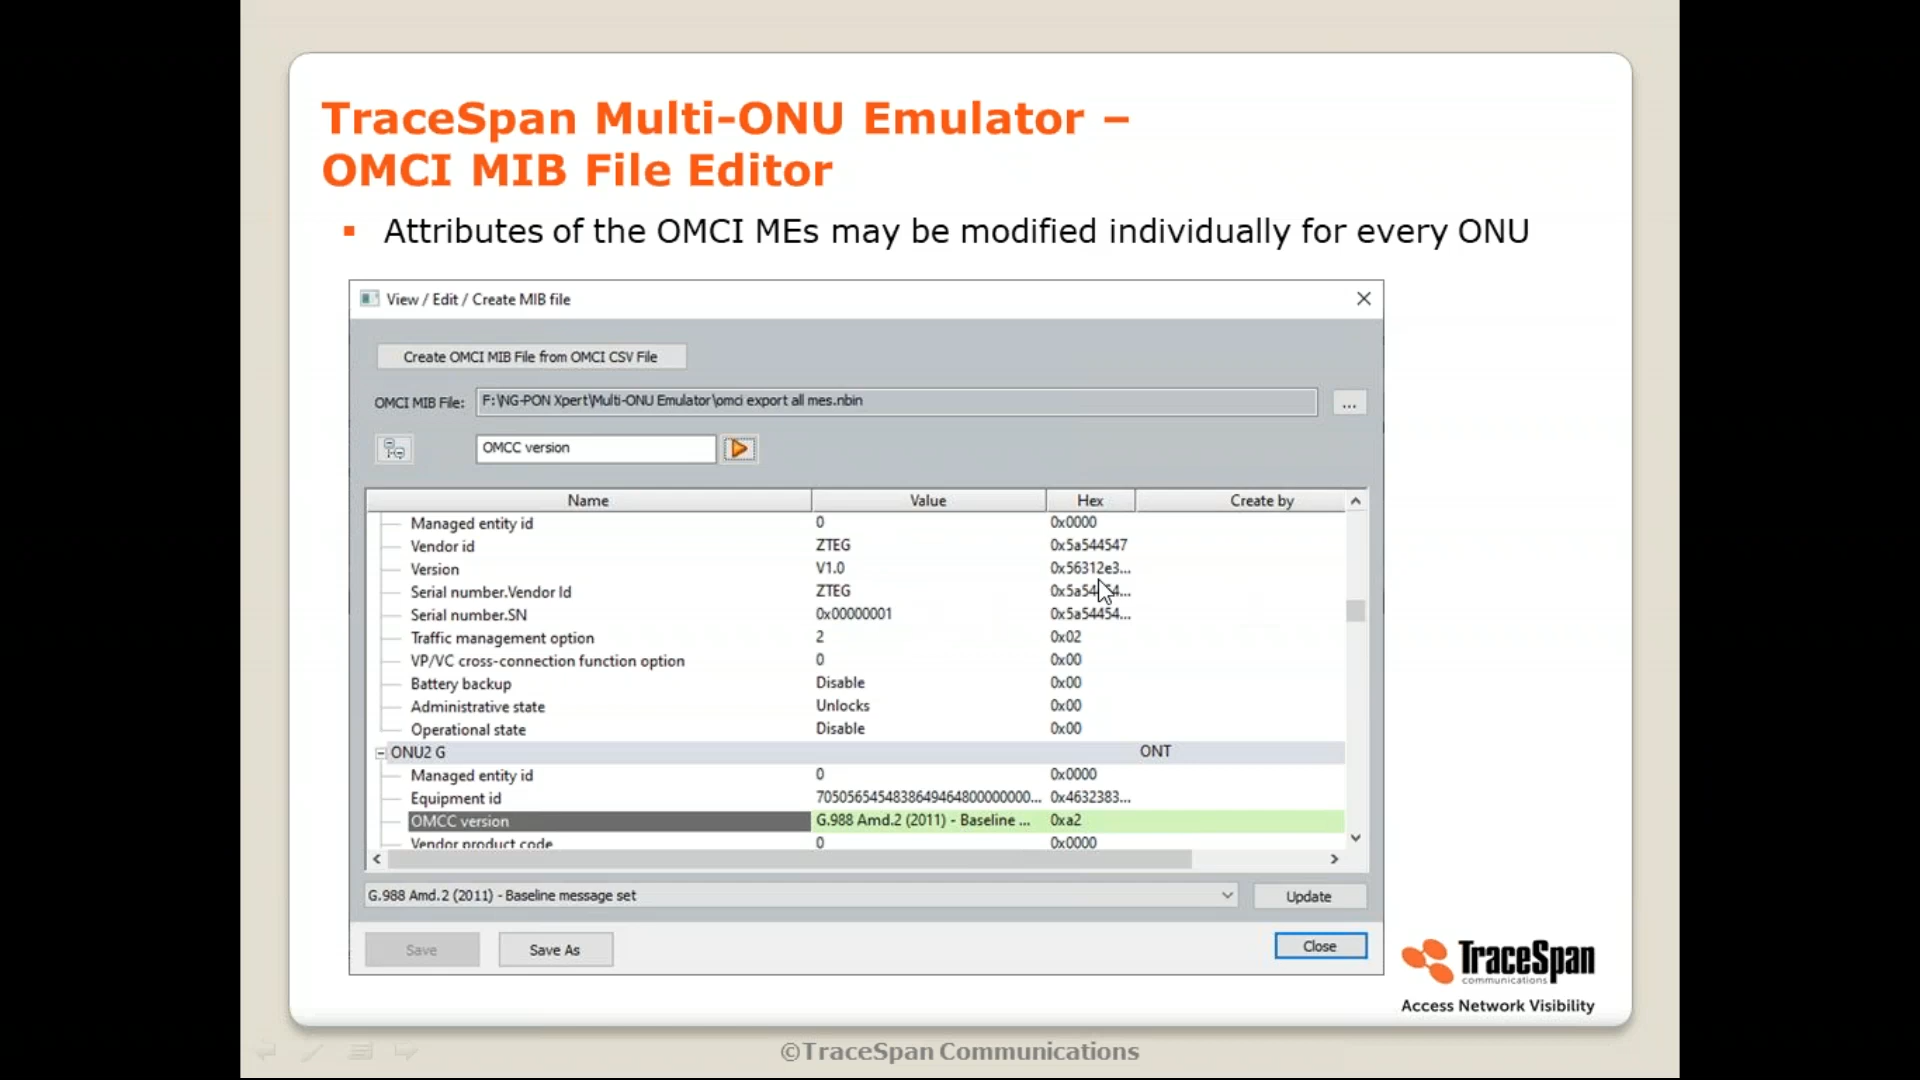 TraceSpan Multi-ONU Emulator –
OMCI MIB File Editor
Attributes of the OMCI MEs may be modified individually for every ONU
View / Edit / Create MIB file
Create OMCI MIB File from OMCI CSV File
OMCI MIB File: F:\NG-PON Xpert\Multi-ONU Emulator\omci export all mes.nbin ...
OMCC version
Name Value Hex Create by
Managed entity id 0 0x0000
Vendor id ZTEG 0x5a544547
Version V1.0 0x56312e3...
Serial number.Vendor Id ZTEG
Serial number.SN 0x00000001 0x5a54454...
Traffic management option 2 0x02
VP/VC cross-connection function option 0 0x00
Battery backup Disable 0x00
Administrative state Unlocks 0x00
Operational state Disable 0x00
ONU2 G ONT
Managed entity id 0 0x0000
Equipment id 0x4632383...
OMCC version G.988 Amd.2 (2011) - Baseline ... 0xa2
Vendor product code 0 0x0000
G.988 Amd.2 (2011) - Baseline message set Update
Save Save As Close
TraceSpan
communications
Access Network Visibility
©TraceSpan Communications